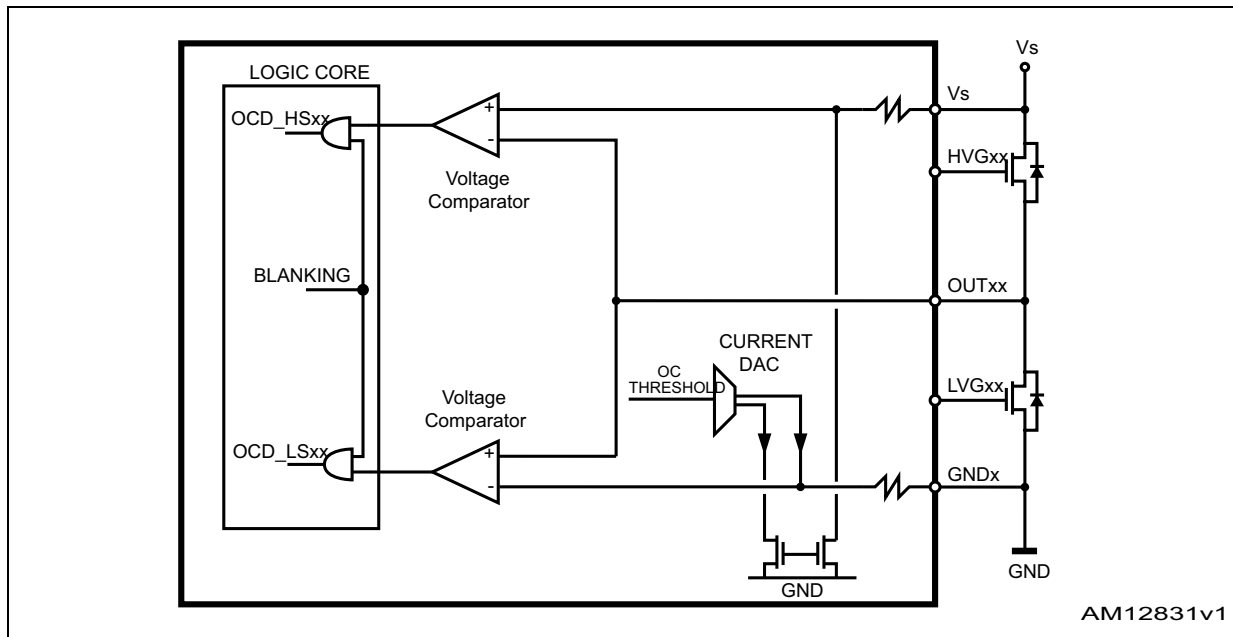 Vs
LOGIC CORE
Vs
OCD_HSxx
+
-
HVGxx
Voltage
Comparator
BLANKING
OUTxx
CURRENT
DAC
OC
THRESHOLD
LVGxx
Voltage
Comparator
OCD_LSxx
+
-
GNDx
GND
GND
AM12831v1